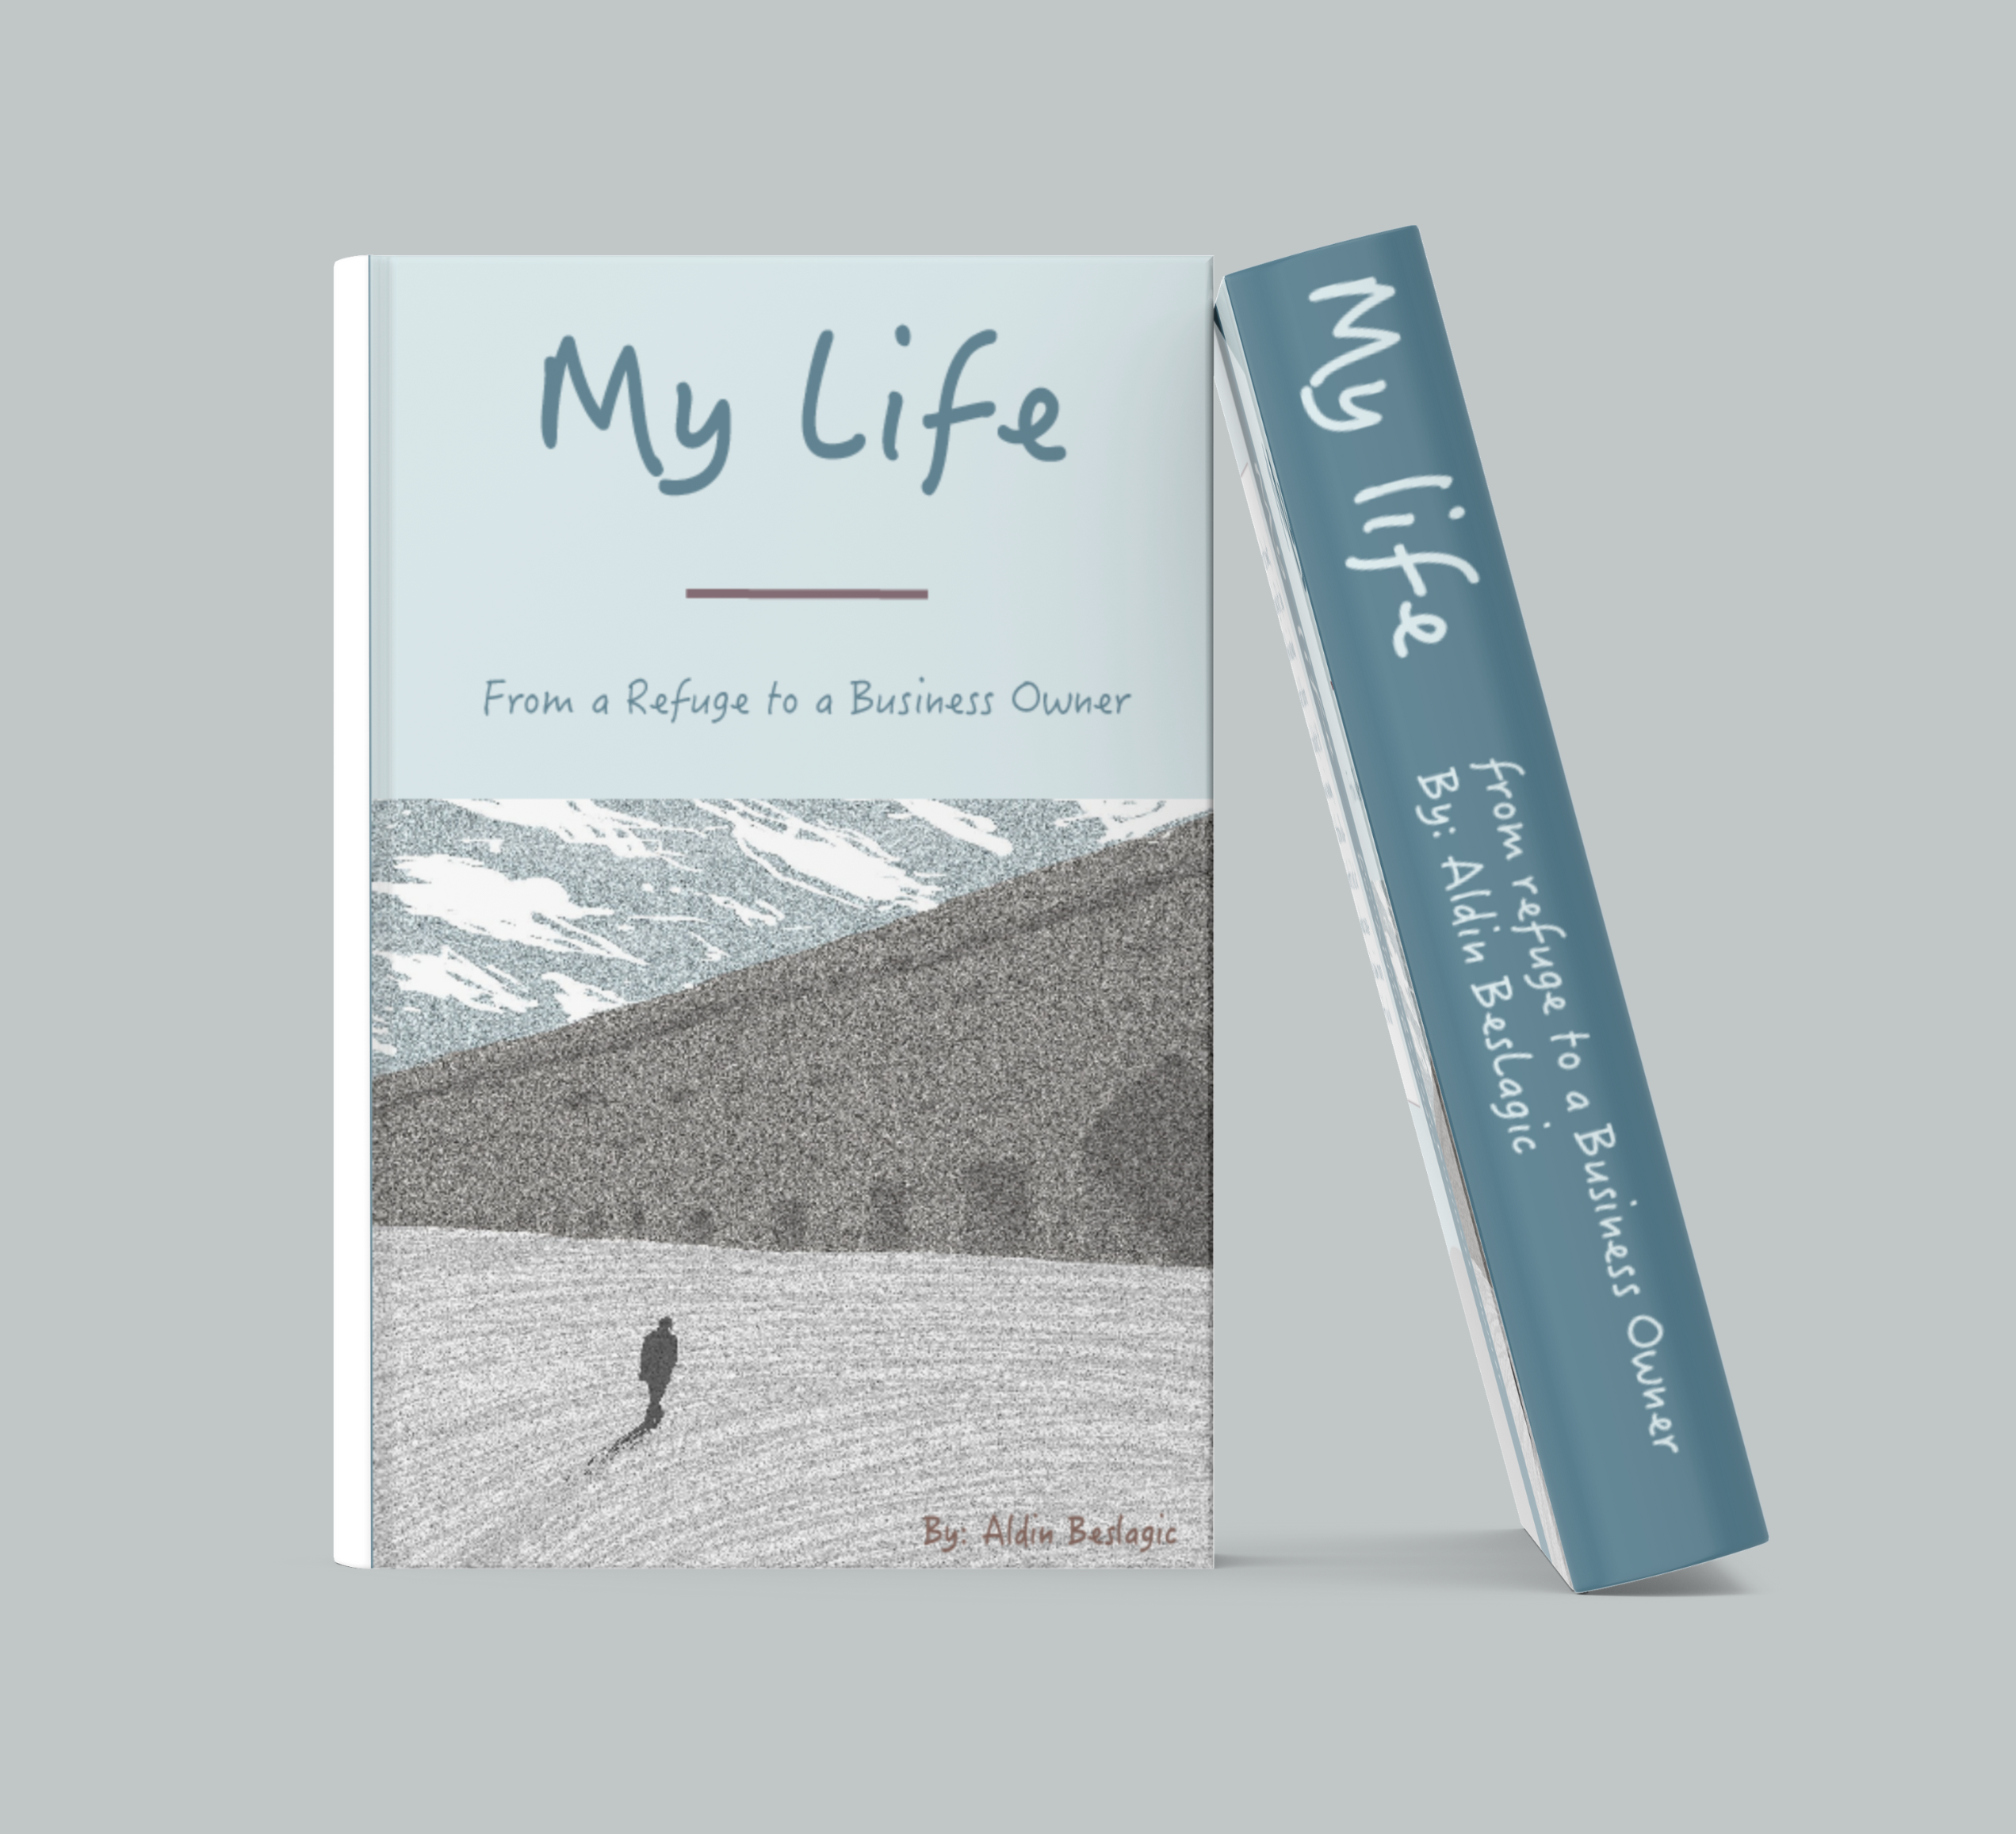 My Life
From a Refuge to a Business Owner
By: Aldin Beslagic
My life
from refuge to a Business Owner
By: Aldin Beslagic